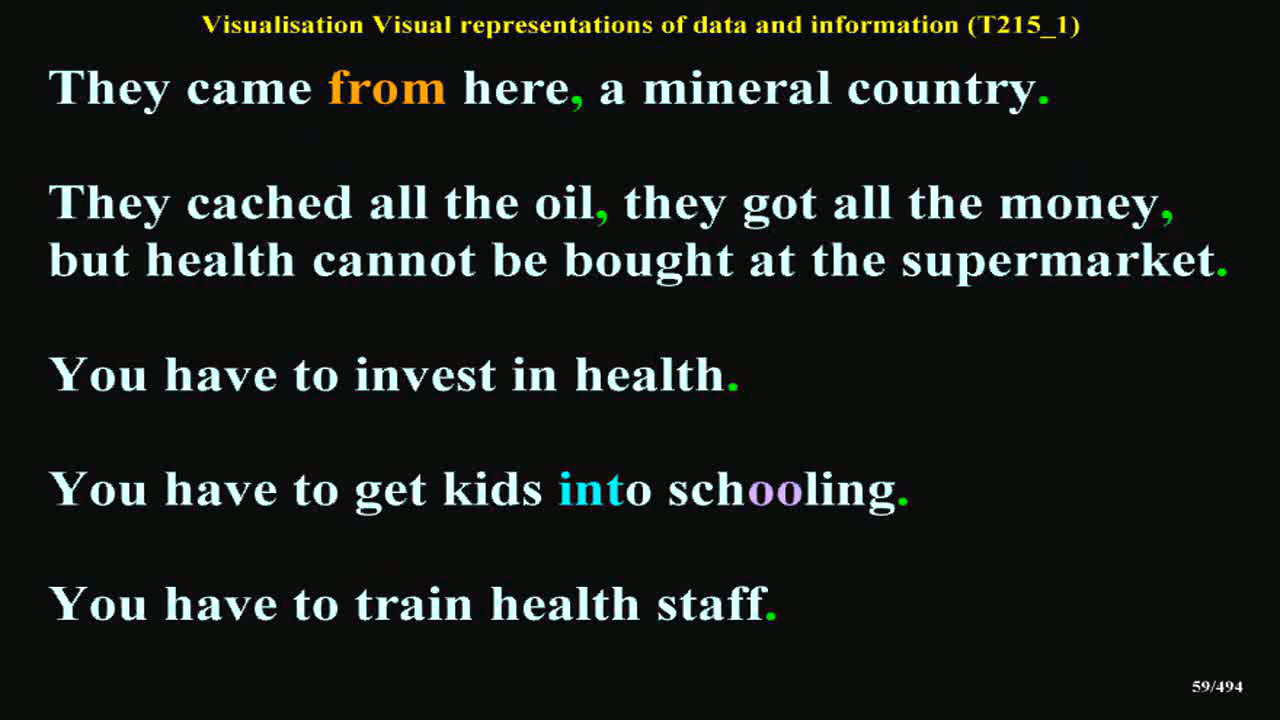 Visualisation Visual representations of data and information (T215_1)
They came from here, a mineral country.
They cached all the oil, they got all the money,
but health cannot be bought at the supermarket.
You have to invest in health.
You have to get kids into schooling.
You have to train health staff.
59/494